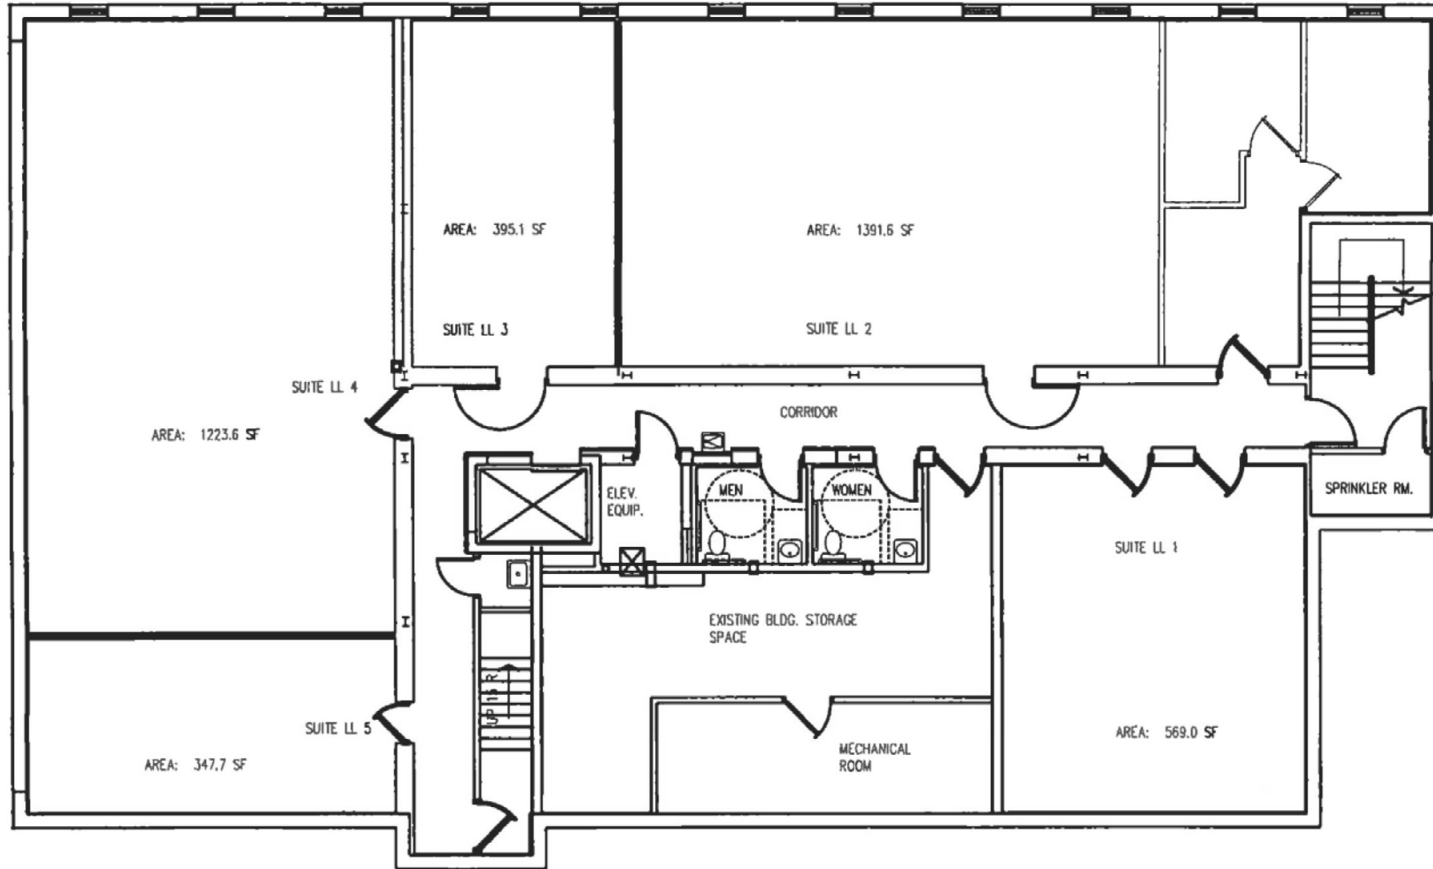 AREA: 395.1 SF
AREA: 1391.6 SF
SUITE LL 3
SUITE LL 2
SUITE LL 4
CORRIDOR
AREA: 1223.6 SF
ELEV.
EQUIP.
MEN
WOMEN
SPRINKLER RM.
SUITE LL 1
EXISTING BLDG. STORAGE
SPACE
UP 15 R
SUITE LL 5
AREA: 569.0 SF
MECHANICAL
ROOM
AREA: 347.7 SF